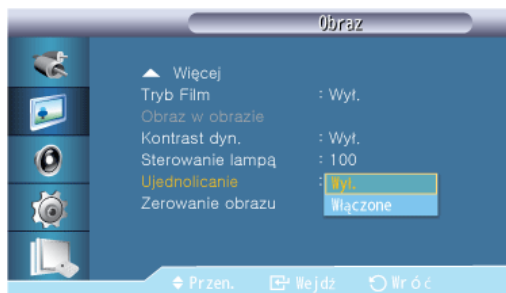 Obraz
Więcej
Tryb Film : Wył.
Obraz w obrazie
Kontrast dyn. : Wył.
Sterowanie lampą : 100
Ujednolicanie : Wył.
Włączone
Zerowanie obrazu
Przen. Wejdź Wróć